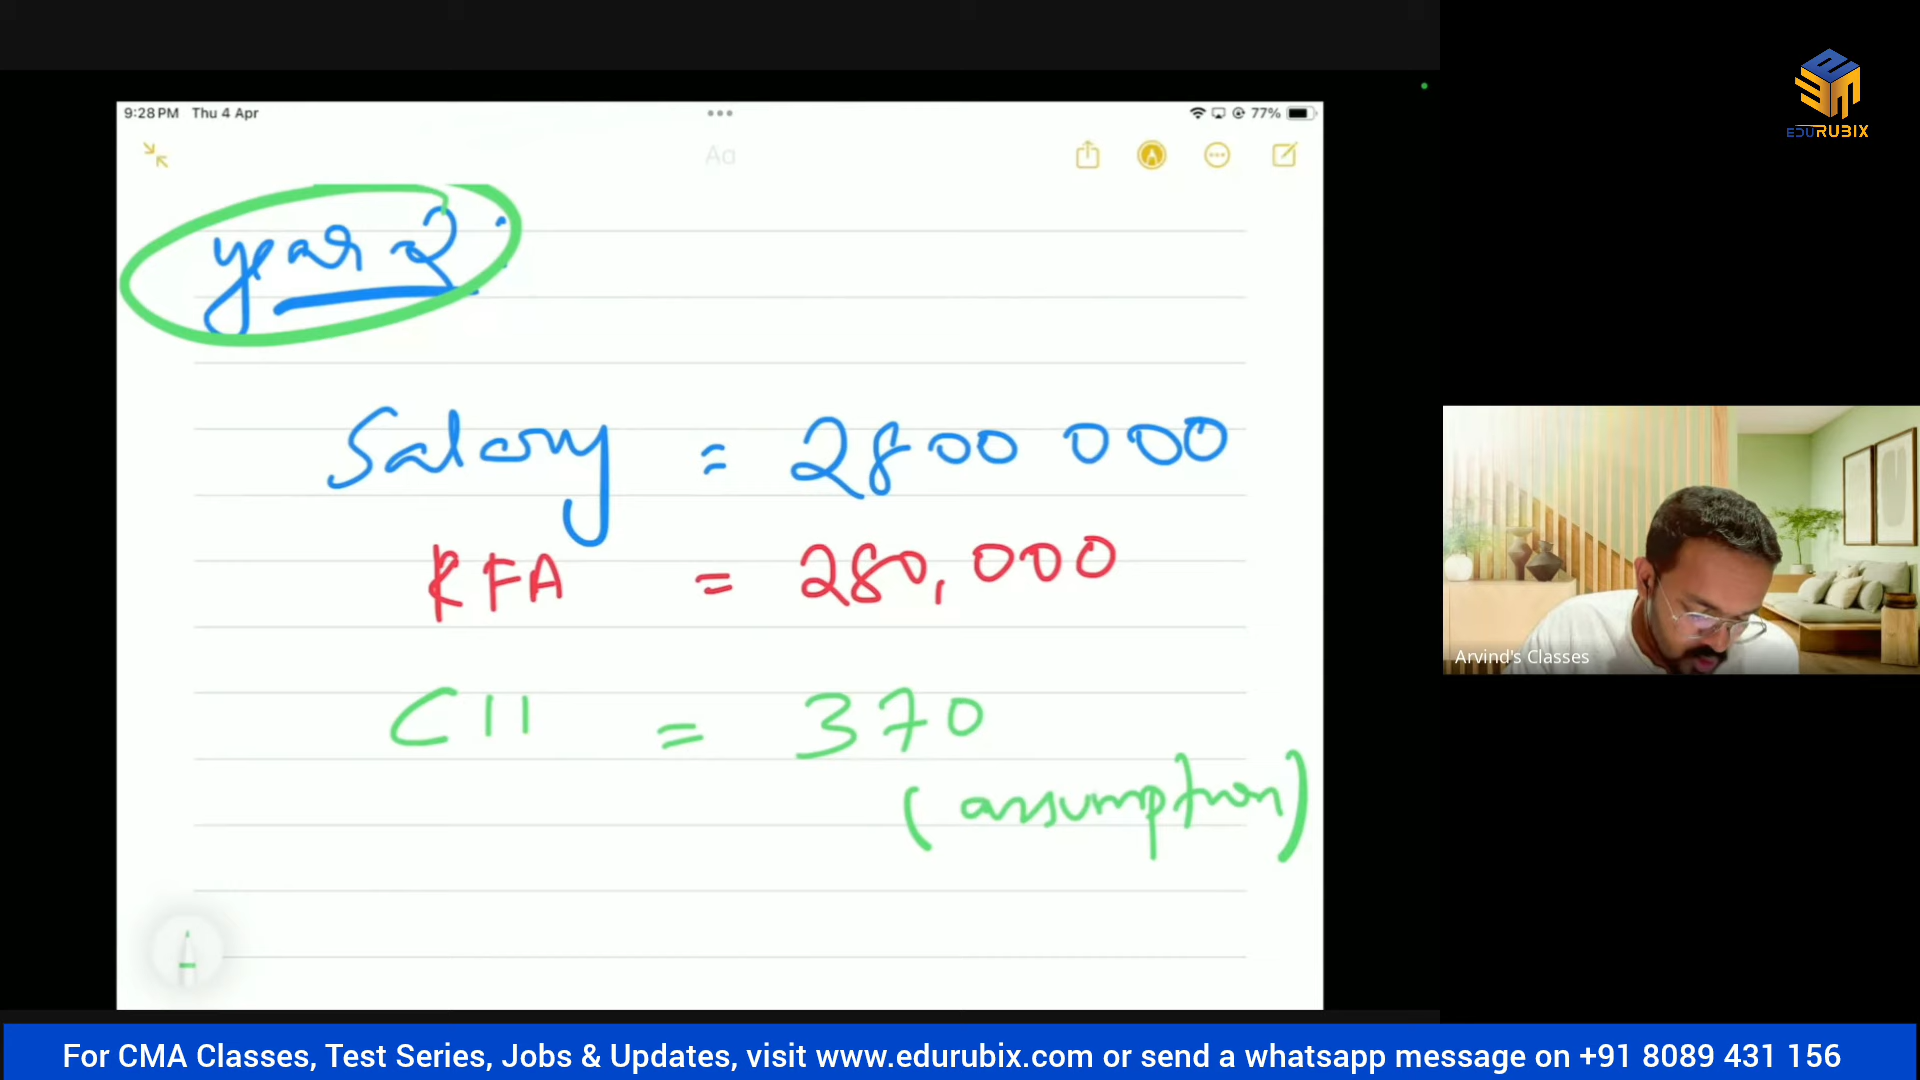 EDURUBIX
9:28 PM Thu 4 Apr
77%
Aa
year 2 :
Salary = 2800 000
RFA = 280,000
CII = 370
(assumption)
Arvind's Classes
For CMA Classes, Test Series, Jobs & Updates, visit www.edurubix.com or send a whatsapp message on +91 8089 431 156